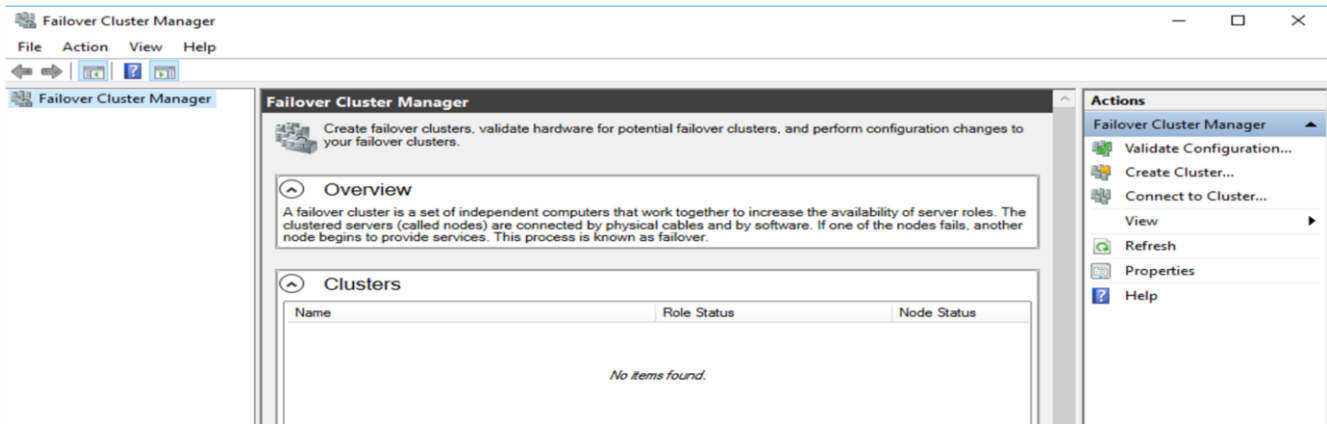 Failover Cluster Manager
File Action View Help
Failover Cluster Manager
Failover Cluster Manager
Create failover clusters, validate hardware for potential failover clusters, and perform configuration changes to
your failover clusters.
Overview
A failover cluster is a set of independent computers that work together to increase the availability of server roles. The
clustered servers (called nodes) are connected by physical cables and by software. If one of the nodes fails, another
node begins to provide services. This process is known as failover.
Clusters
Name Role Status Node Status
No items found.
Actions
Failover Cluster Manager
Validate Configuration...
Create Cluster...
Connect to Cluster...
View
Refresh
Properties
Help